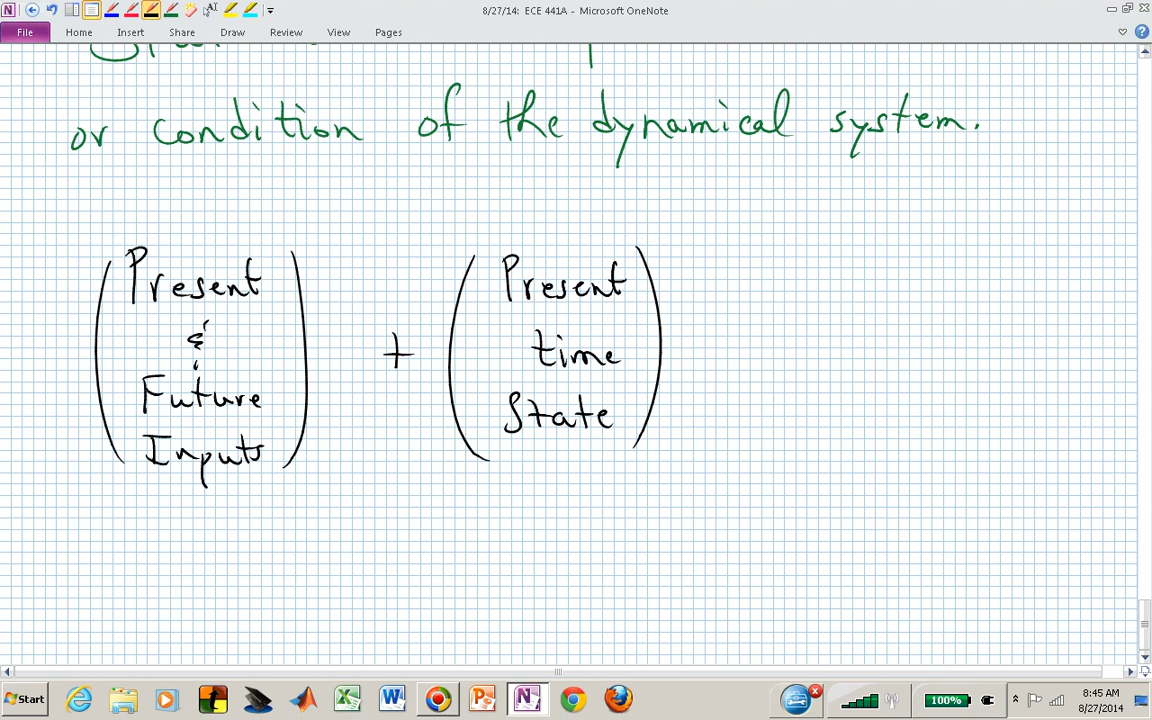 8/27/14: ECE 441A - Microsoft OneNote
File Home Insert Share Draw Review View Pages
or condition of the dynamical system.
Present
&
Future
Inputs
+
Present
time
State
Start
100%
8:45 AM
8/27/2014